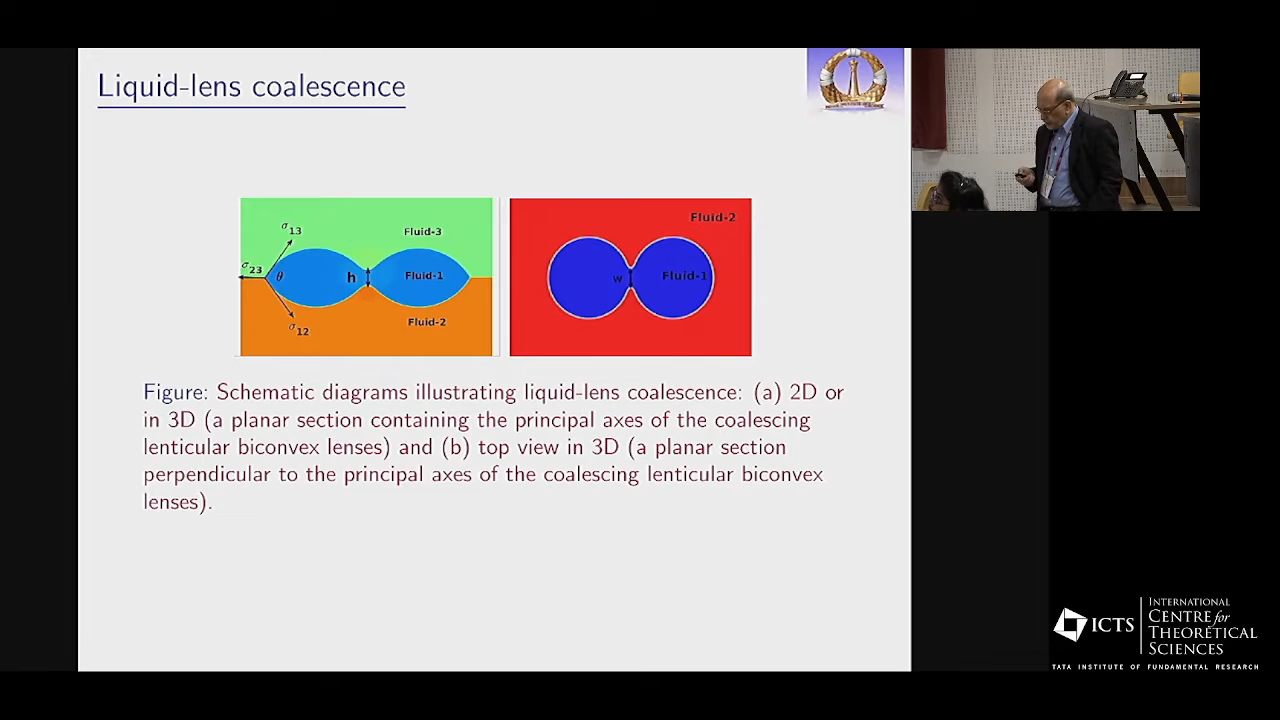 Liquid-lens coalescence
σ13
Fluid-3
σ23
θ
h
Fluid-1
σ12
Fluid-2
Fluid-2
w
Fluid-1
Figure: Schematic diagrams illustrating liquid-lens coalescence: (a) 2D or
in 3D (a planar section containing the principal axes of the coalescing
lenticular biconvex lenses) and (b) top view in 3D (a planar section
perpendicular to the principal axes of the coalescing lenticular biconvex
lenses).
ICTS
INTERNATIONAL
CENTRE for
THEORETICAL
SCIENCES
TATA INSTITUTE OF FUNDAMENTAL RESEARCH